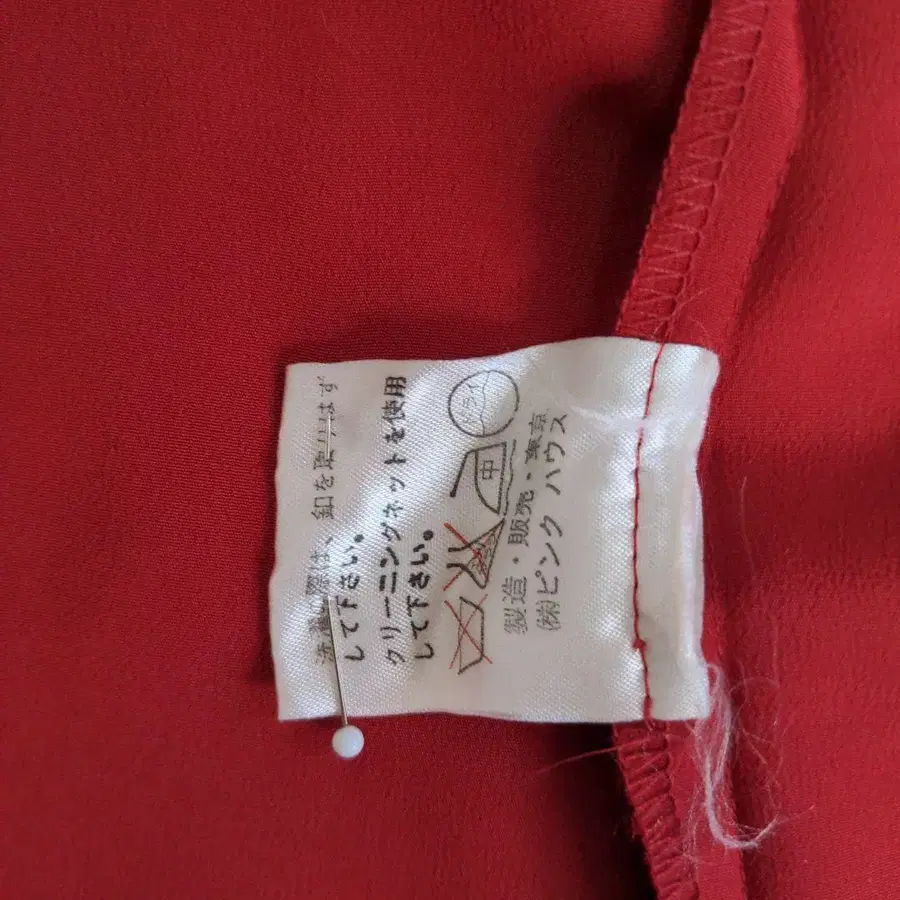 洗濯の際は、釦を取りはず
して下さい。
クリーニングネットを使用
して下さい。
中
製造・販売・東京
㈱ピンク ハウス